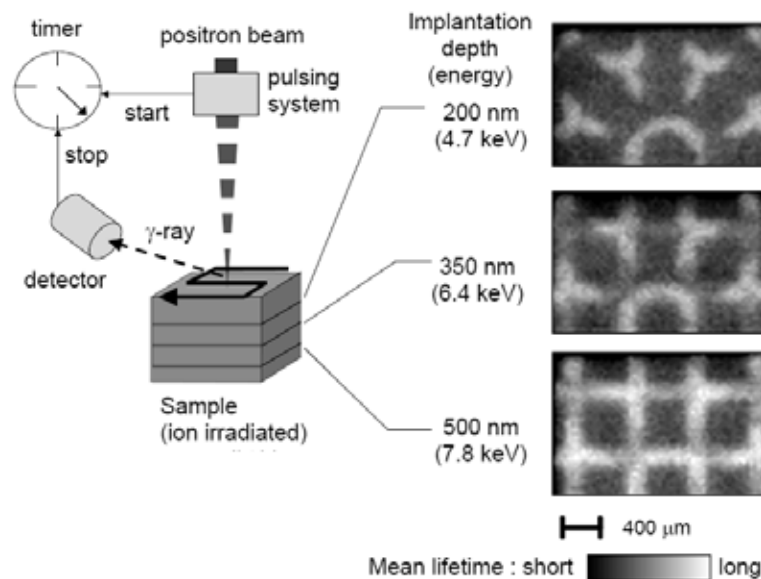 timer
positron beam
pulsing
system
start
stop
γ-ray
detector
Sample
(ion irradiated)
Implantation
depth
(energy)
200 nm
(4.7 keV)
350 nm
(6.4 keV)
500 nm
(7.8 keV)
400 μm
Mean lifetime : short
long